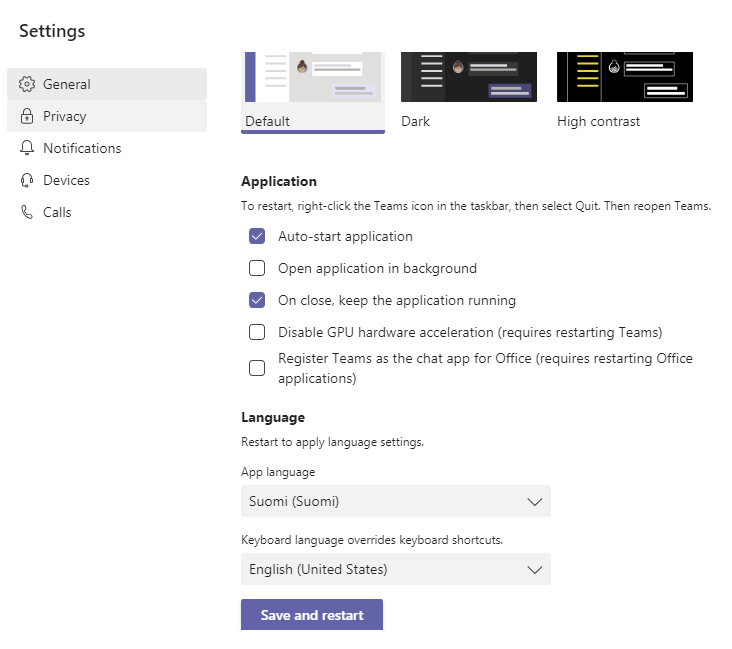 Settings
General
Privacy
Notifications
Devices
Calls
Default
Dark
High contrast
Application
To restart, right-click the Teams icon in the taskbar, then select Quit. Then reopen Teams.
Auto-start application
Open application in background
On close, keep the application running
Disable GPU hardware acceleration (requires restarting Teams)
Register Teams as the chat app for Office (requires restarting Office
applications)
Language
Restart to apply language settings.
App language
Suomi (Suomi)
Keyboard language overrides keyboard shortcuts.
English (United States)
Save and restart